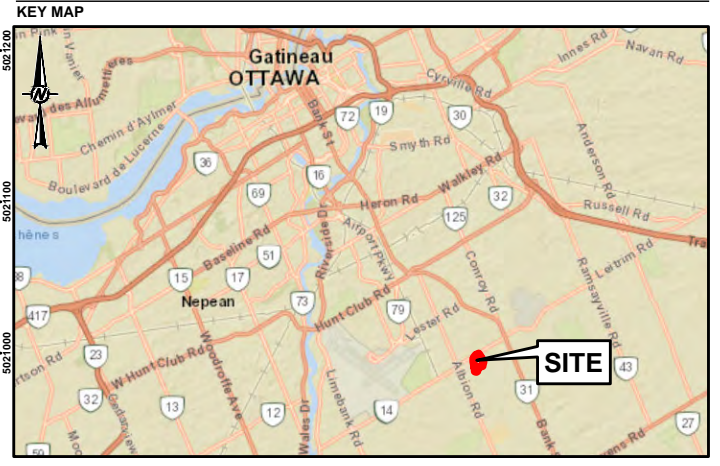 KEY MAP
5021200
5021100
5021000
N
Gatineau
OTTAWA
Innes Rd
Navan Rd
Cyrville Rd
Chemin d'Aylmer
Boulevard de Lucerne
Bank St
72
19
30
Smyth Rd
Anderson Rd
36
16
69
Walkley Rd
Heron Rd
32
125
Russell Rd
Airport Pkwy
Baseline Rd
51
15
17
Nepean
73
Hunt Club Rd
79
Lester Rd
Conroy Rd
Leitrim Rd
Ramsayville Rd
417
23
W Hunt Club Rd
Woodroffe Ave
SITE
43
Albion Rd
31
32
13
12
Limebank Rd
14
27